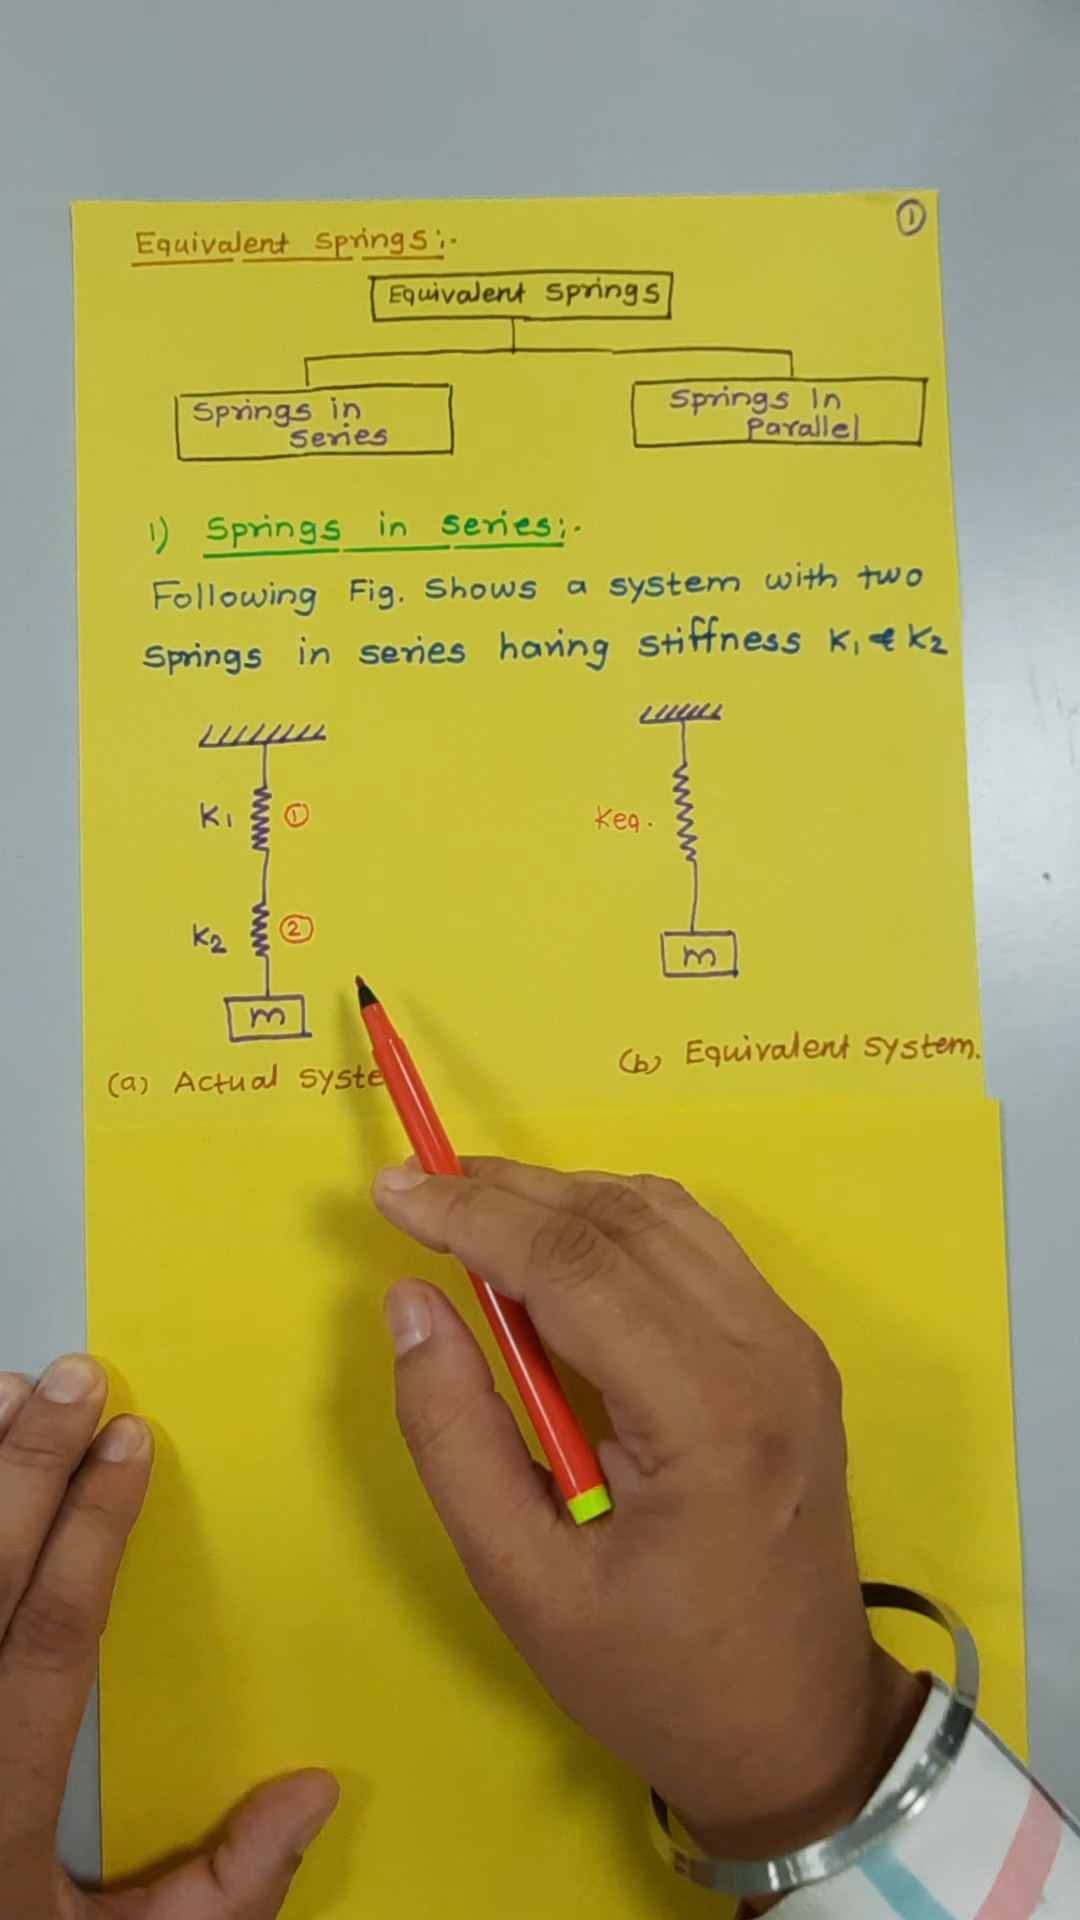 ①
Equivalent springs:-
Equivalent springs
Springs in
series
Springs In
Parallel
1) Springs in series:-
Following Fig. Shows a system with two
Springs in series having stiffness K1 & K2
K1 ①
K2 ②
m
Keq.
m
(a) Actual syste
(b) Equivalent system.